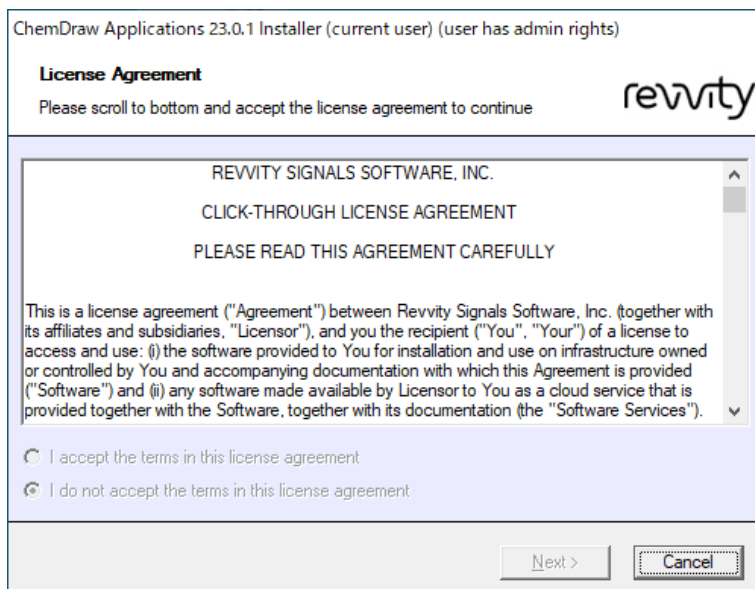 ChemDraw Applications 23.0.1 Installer (current user) (user has admin rights)
License Agreement
Please scroll to bottom and accept the license agreement to continue
revvity
REVVITY SIGNALS SOFTWARE, INC.
CLICK-THROUGH LICENSE AGREEMENT
PLEASE READ THIS AGREEMENT CAREFULLY
This is a license agreement ("Agreement") between Revvity Signals Software, Inc. (together with
its affiliates and subsidiaries, "Licensor"), and you the recipient ("You", "Your") of a license to
access and use: (i) the software provided to You for installation and use on infrastructure owned
or controlled by You and accompanying documentation with which this Agreement is provided
("Software") and (ii) any software made available by Licensor to You as a cloud service that is
provided together with the Software, together with its documentation (the "Software Services").
I accept the terms in this license agreement
I do not accept the terms in this license agreement
Next >
Cancel